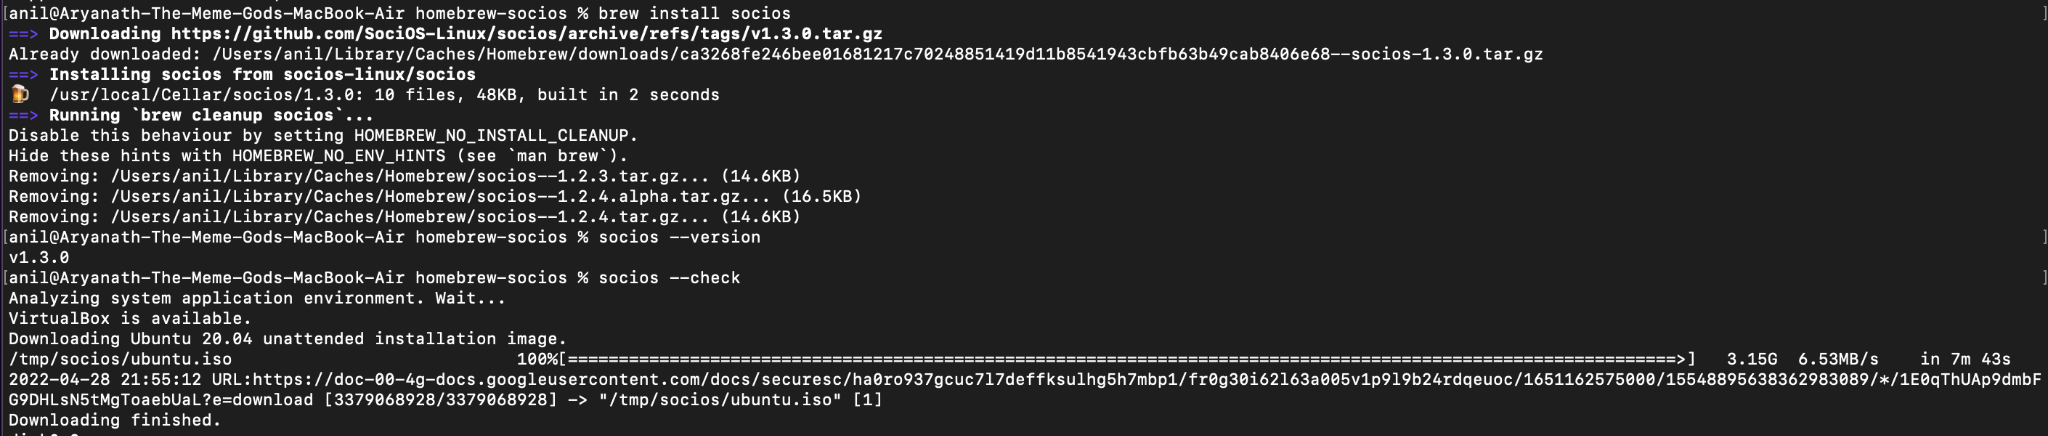 [anil@Aryanath-The-Meme-Gods-MacBook-Air homebrew-socios % brew install socios ]
==> Downloading https://github.com/SociOS-Linux/socios/archive/refs/tags/v1.3.0.tar.gz
Already downloaded: /Users/anil/Library/Caches/Homebrew/downloads/ca3268fe246bee01681217c70248851419d11b8541943cbfb63b49cab8406e68--socios-1.3.0.tar.gz
==> Installing socios from socios-linux/socios
🍺  /usr/local/Cellar/socios/1.3.0: 10 files, 48KB, built in 2 seconds
==> Running `brew cleanup socios`...
Disable this behaviour by setting HOMEBREW_NO_INSTALL_CLEANUP.
Hide these hints with HOMEBREW_NO_ENV_HINTS (see `man brew`).
Removing: /Users/anil/Library/Caches/Homebrew/socios--1.2.3.tar.gz... (14.6KB)
Removing: /Users/anil/Library/Caches/Homebrew/socios--1.2.4.alpha.tar.gz... (16.5KB)
Removing: /Users/anil/Library/Caches/Homebrew/socios--1.2.4.tar.gz... (14.6KB)
[anil@Aryanath-The-Meme-Gods-MacBook-Air homebrew-socios % socios --version ]
v1.3.0
[anil@Aryanath-The-Meme-Gods-MacBook-Air homebrew-socios % socios --check ]
Analyzing system application environment. Wait...
VirtualBox is available.
Downloading Ubuntu 20.04 unattended installation image.
/tmp/socios/ubuntu.iso 100%[=============================================================================================================>] 3.15G 6.53MB/s in 7m 43s
2022-04-28 21:55:12 URL:https://doc-00-4g-docs.googleusercontent.com/docs/securesc/ha0ro937gcuc7l7deffksulhg5h7mbp1/fr0g30i62l63a005v1p9l9b24rdqeuoc/1651162575000/15548895638362983089/*/1E0qThUAp9dmbF
G9DHLsN5tMgToaebUaL?e=download [3379068928/3379068928] -> "/tmp/socios/ubuntu.iso" [1]
Downloading finished.